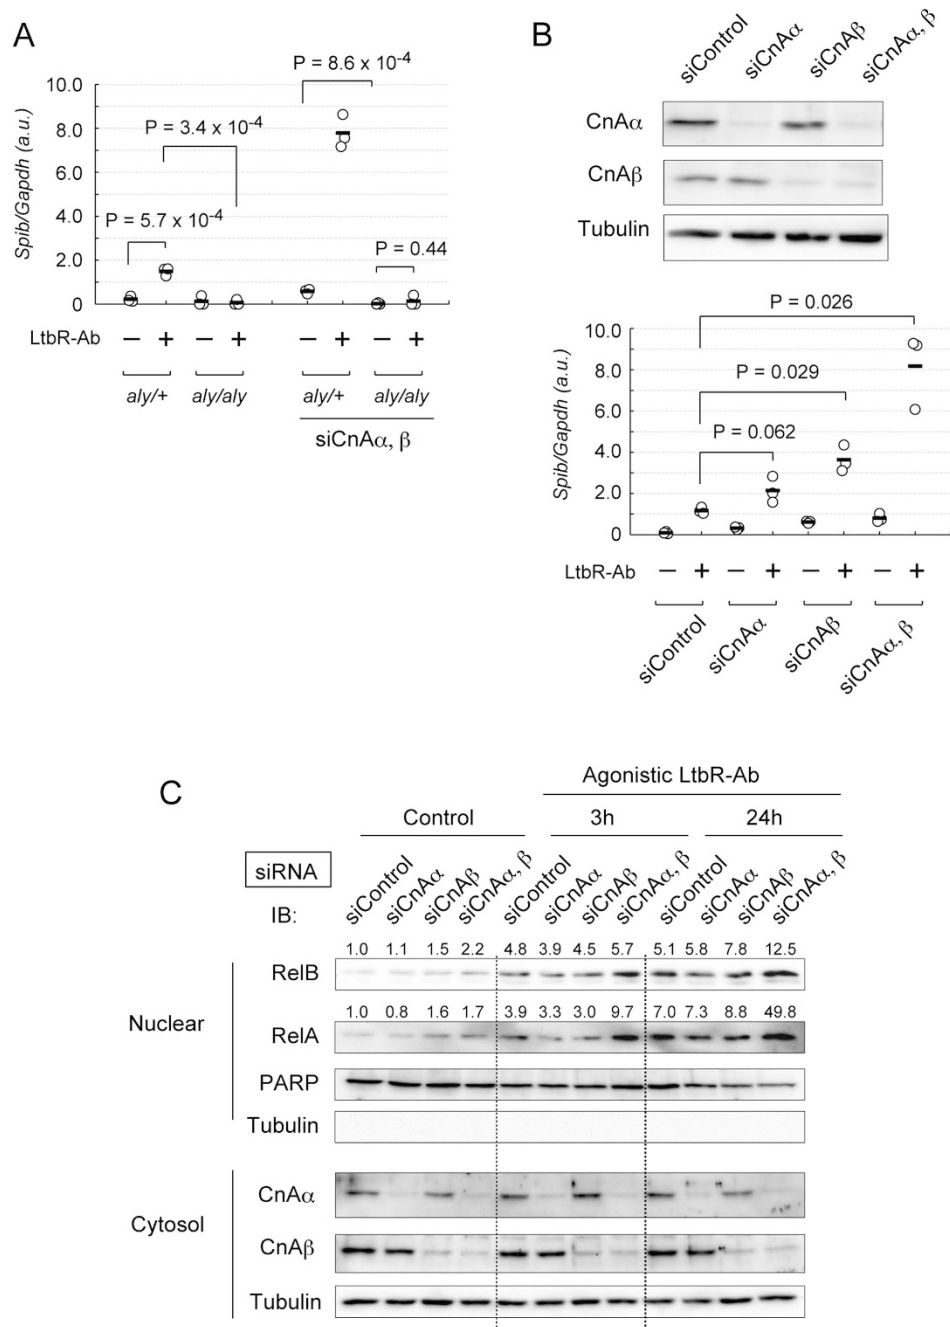 A
P = 8.6 x 10-4
10.0
P = 3.4 x 10-4
8.0
6.0
P = 5.7 x 10-4
4.0
P = 0.44
2.0
0
Spib/Gapdh (a.u.)
LtbR-Ab − + − + − + − +
aly/+ aly/aly aly/+ aly/aly
siCnAα, β
B
siControl siCnAα siCnAβ siCnAα, β
CnAα
CnAβ
Tubulin
P = 0.026
10.0
P = 0.029
8.0
6.0
P = 0.062
4.0
2.0
0
Spib/Gapdh (a.u.)
LtbR-Ab − + − + − + − +
siControl siCnAα siCnAβ siCnAα, β
C
Agonistic LtbR-Ab
Control 3h 24h
siRNA
siControl siCnAα siCnAβ siCnAα, β siControl siCnAα siCnAβ siCnAα, β siControl siCnAα siCnAβ siCnAα, β
IB:
1.0 1.1 1.5 2.2 4.8 3.9 4.5 5.7 5.1 5.8 7.8 12.5
RelB
1.0 0.8 1.6 1.7 3.9 3.3 3.0 9.7 7.0 7.3 8.8 49.8
Nuclear
RelA
PARP
Tubulin
CnAα
Cytosol
CnAβ
Tubulin